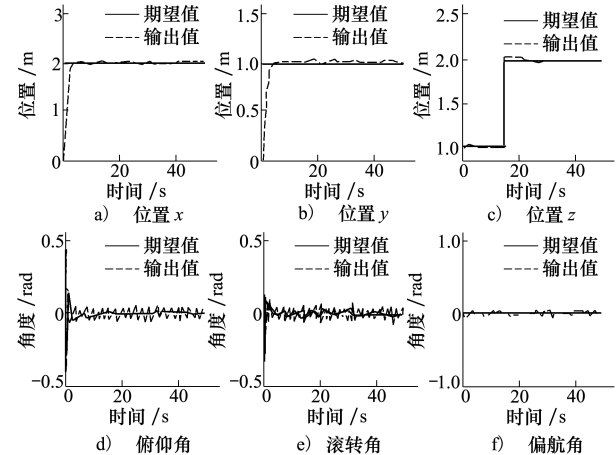 期望值
输出值
位置 /m
3
2
1
0
0
20
40
时间 /s
a） 位置 x
期望值
输出值
位置 /m
1.5
1.0
0.5
0
0
20
40
时间 /s
b） 位置 y
期望值
输出值
位置 /m
2.5
2.0
1.5
1.0
0
20
40
时间 /s
c） 位置 z
期望值
输出值
角度 /rad
0.5
0
−0.5
0
20
40
时间 /s
d） 俯仰角
期望值
输出值
角度 /rad
0.5
0
−0.5
0
20
40
时间 /s
e） 滚转角
期望值
输出值
角度 /rad
1.0
0
−1.0
0
20
40
时间 /s
f） 偏航角